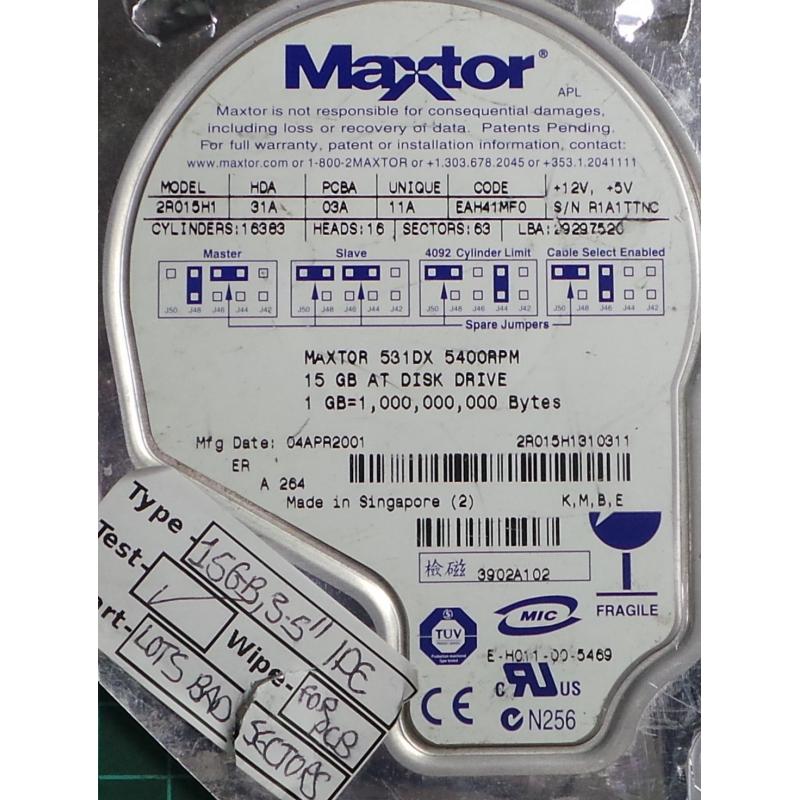 Maxtor®
APL
Maxtor is not responsible for consequential damages,
including loss or recovery of data. Patents Pending.
For full warranty, patent or installation information, contact:
www.maxtor.com or 1-800-2MAXTOR or +1.303.678.2045 or +353.1.2041111
MODEL HDA PCBA UNIQUE CODE +12V, +5V
2R015H1 31A 03A 11A EAH41MF0 S/N R1A1TTNC
CYLINDERS:16383 HEADS:16 SECTORS:63 LBA:29297520
Master Slave 4092 Cylinder Limit Cable Select Enabled
J50 J48 J46 J44 J42 J50 J48 J46 J44 J42 J50 J48 J46 J44 J42 J50 J48 J46 J44 J42
Spare Jumpers
MAXTOR 531DX 5400RPM
15 GB AT DISK DRIVE
1 GB=1,000,000,000 Bytes
Mfg Date: 04APR2001 2R015H1310311
ER
A 264
Made in Singapore (2) K,M,B,E
檢磁 3902A102
FRAGILE
TUV
MIC
E-H011-00-5469
c RU US
CE N256
Type - 15GB, 3-5" IDE
Test- ✓ Wipe- FOR PCB
LOTS BAD SECTORS